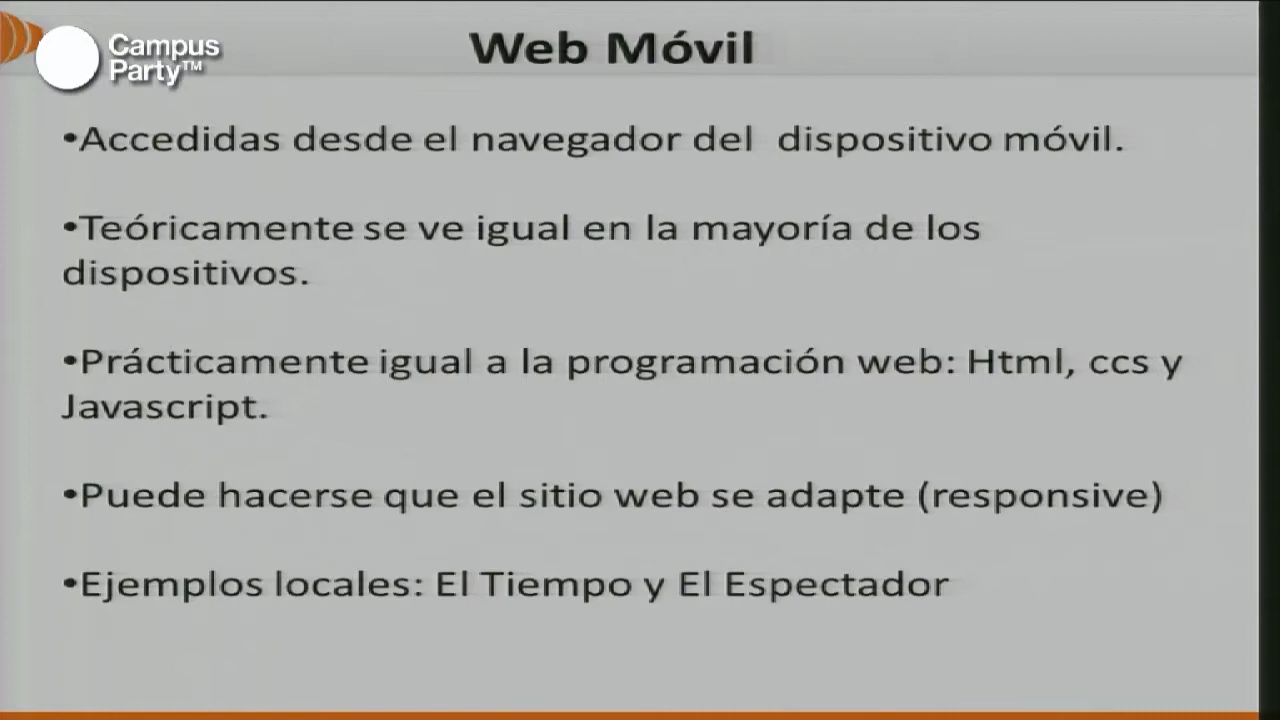 Campus
Party™
Web Móvil
•Accedidas desde el navegador del dispositivo móvil.
•Teóricamente se ve igual en la mayoría de los
dispositivos.
•Prácticamente igual a la programación web: Html, ccs y
Javascript.
•Puede hacerse que el sitio web se adapte (responsive)
•Ejemplos locales: El Tiempo y El Espectador